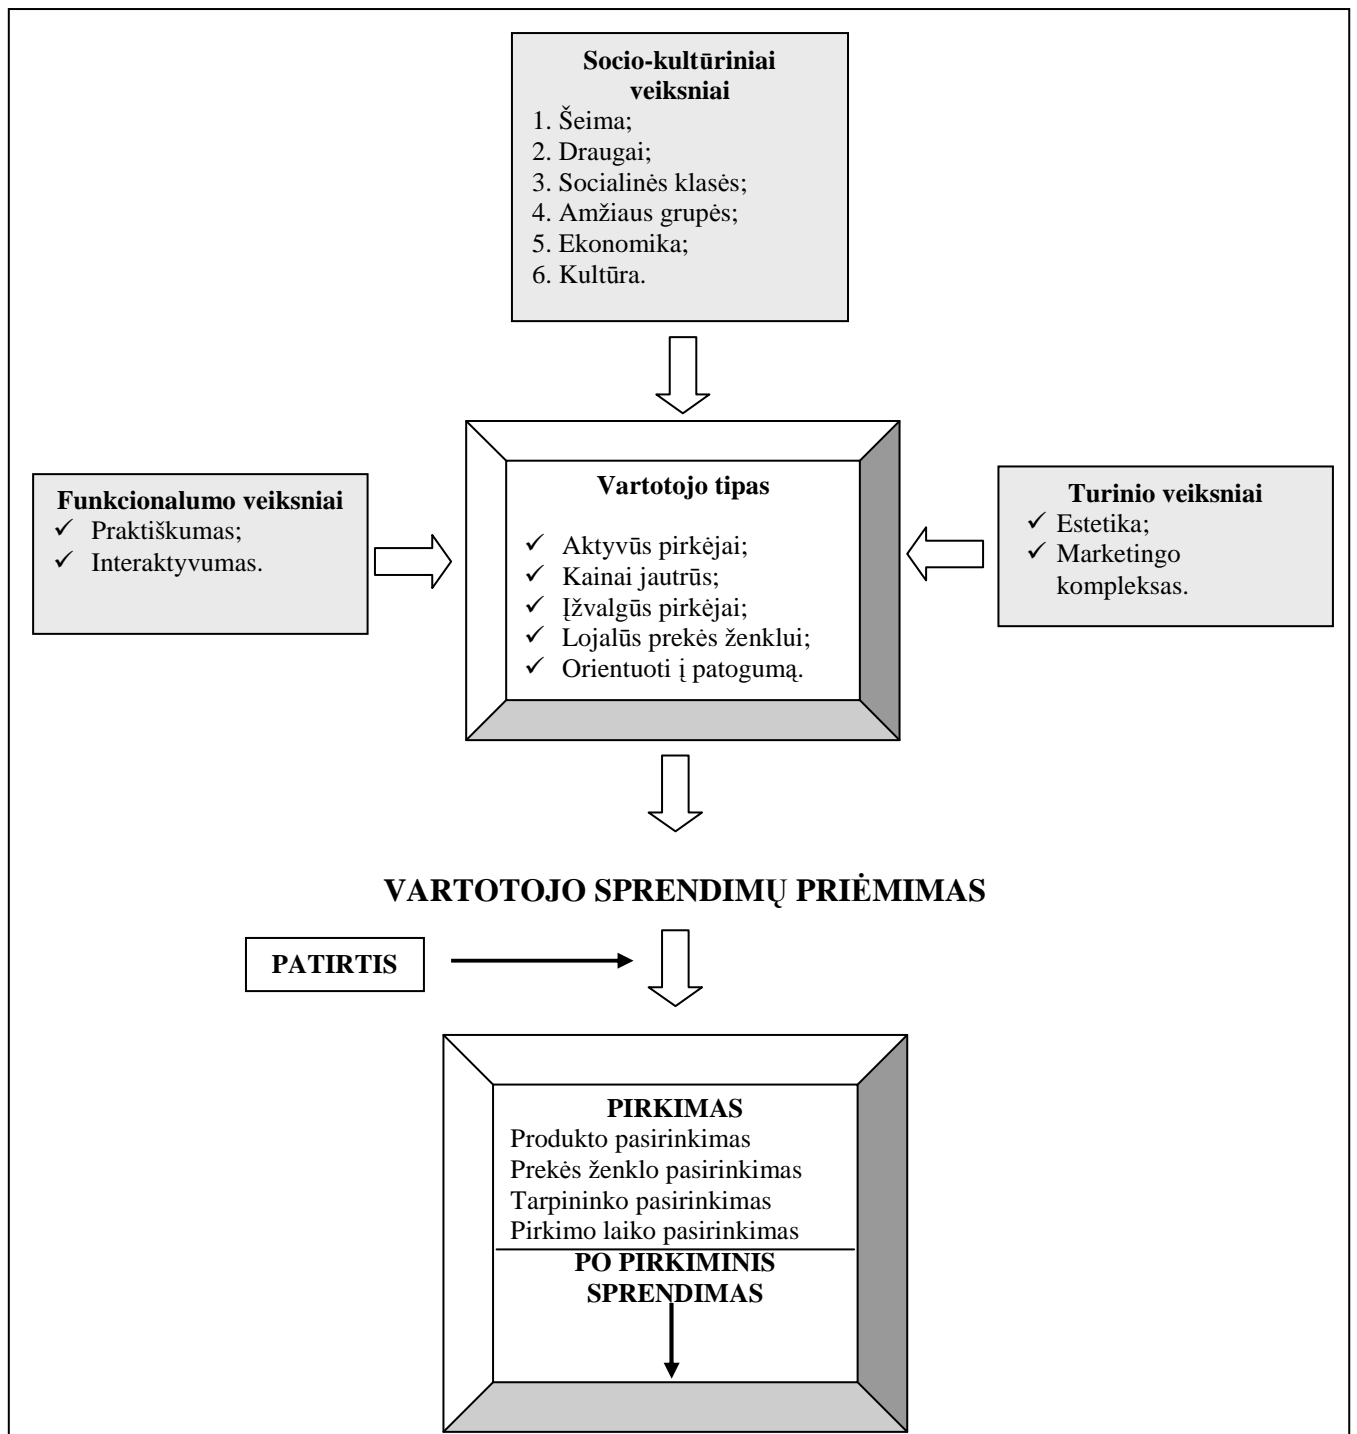 Socio-kultūriniai
veiksniai
1. Šeima;
2. Draugai;
3. Socialinės klasės;
4. Amžiaus grupės;
5. Ekonomika;
6. Kultūra.
Funkcionalumo veiksniai
✓ Praktiškumas;
✓ Interaktyvumas.
Vartotojo tipas
✓ Aktyvūs pirkėjai;
✓ Kainai jautrūs;
✓ Įžvalgūs pirkėjai;
✓ Lojalūs prekės ženklui;
✓ Orientuoti į patogumą.
Turinio veiksniai
✓ Estetika;
✓ Marketingo
kompleksas.
VARTOTOJO SPRENDIMŲ PRIĖMIMAS
PATIRTIS
PIRKIMAS
Produkto pasirinkimas
Prekės ženklo pasirinkimas
Tarpininko pasirinkimas
Pirkimo laiko pasirinkimas
PO PIRKIMINIS
SPRENDIMAS